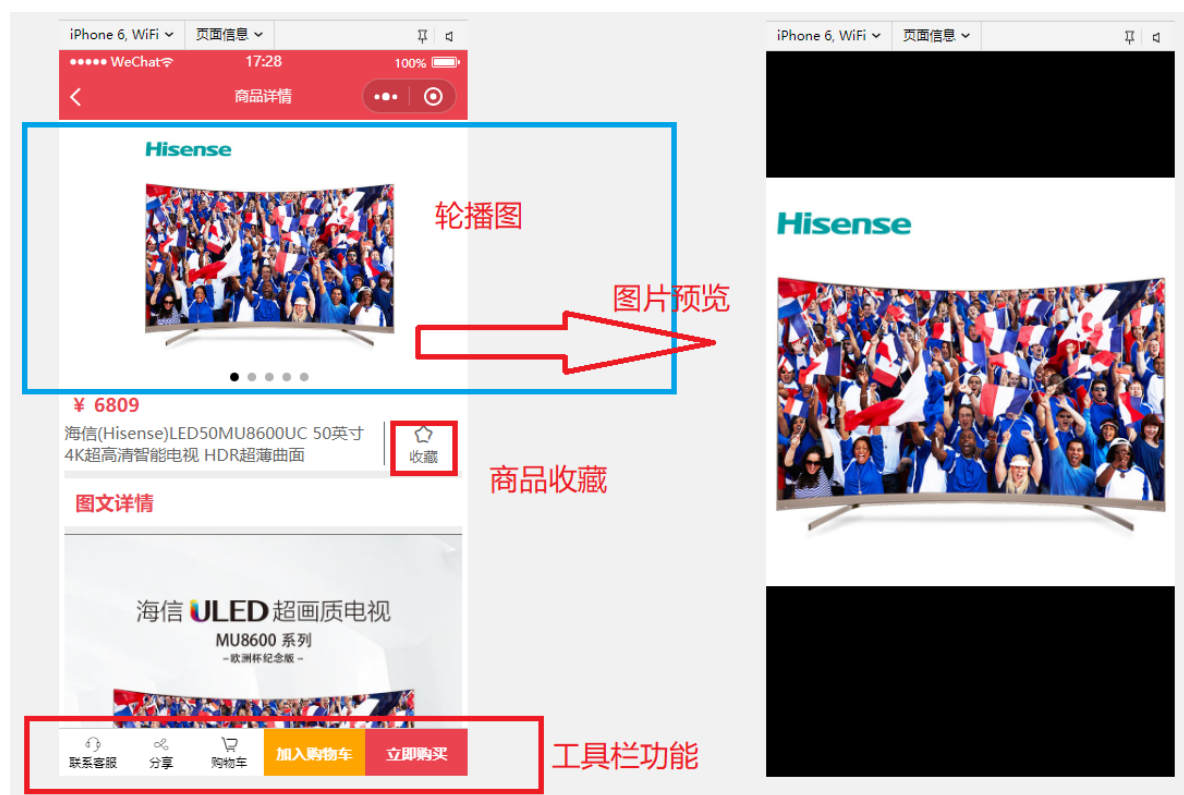 iPhone 6, WiFi 页面信息
WeChat 17:28 100%
商品详情
Hisense
轮播图
¥ 6809
海信(Hisense)LED50MU8600UC 50英寸
4K超高清智能电视 HDR超薄曲面
收藏
商品收藏
图文详情
海信 ULED 超画质电视
MU8600 系列
-欧洲杯纪念版-
联系客服 分享 购物车 加入购物车 立即购买
工具栏功能
图片预览
iPhone 6, WiFi 页面信息
Hisense